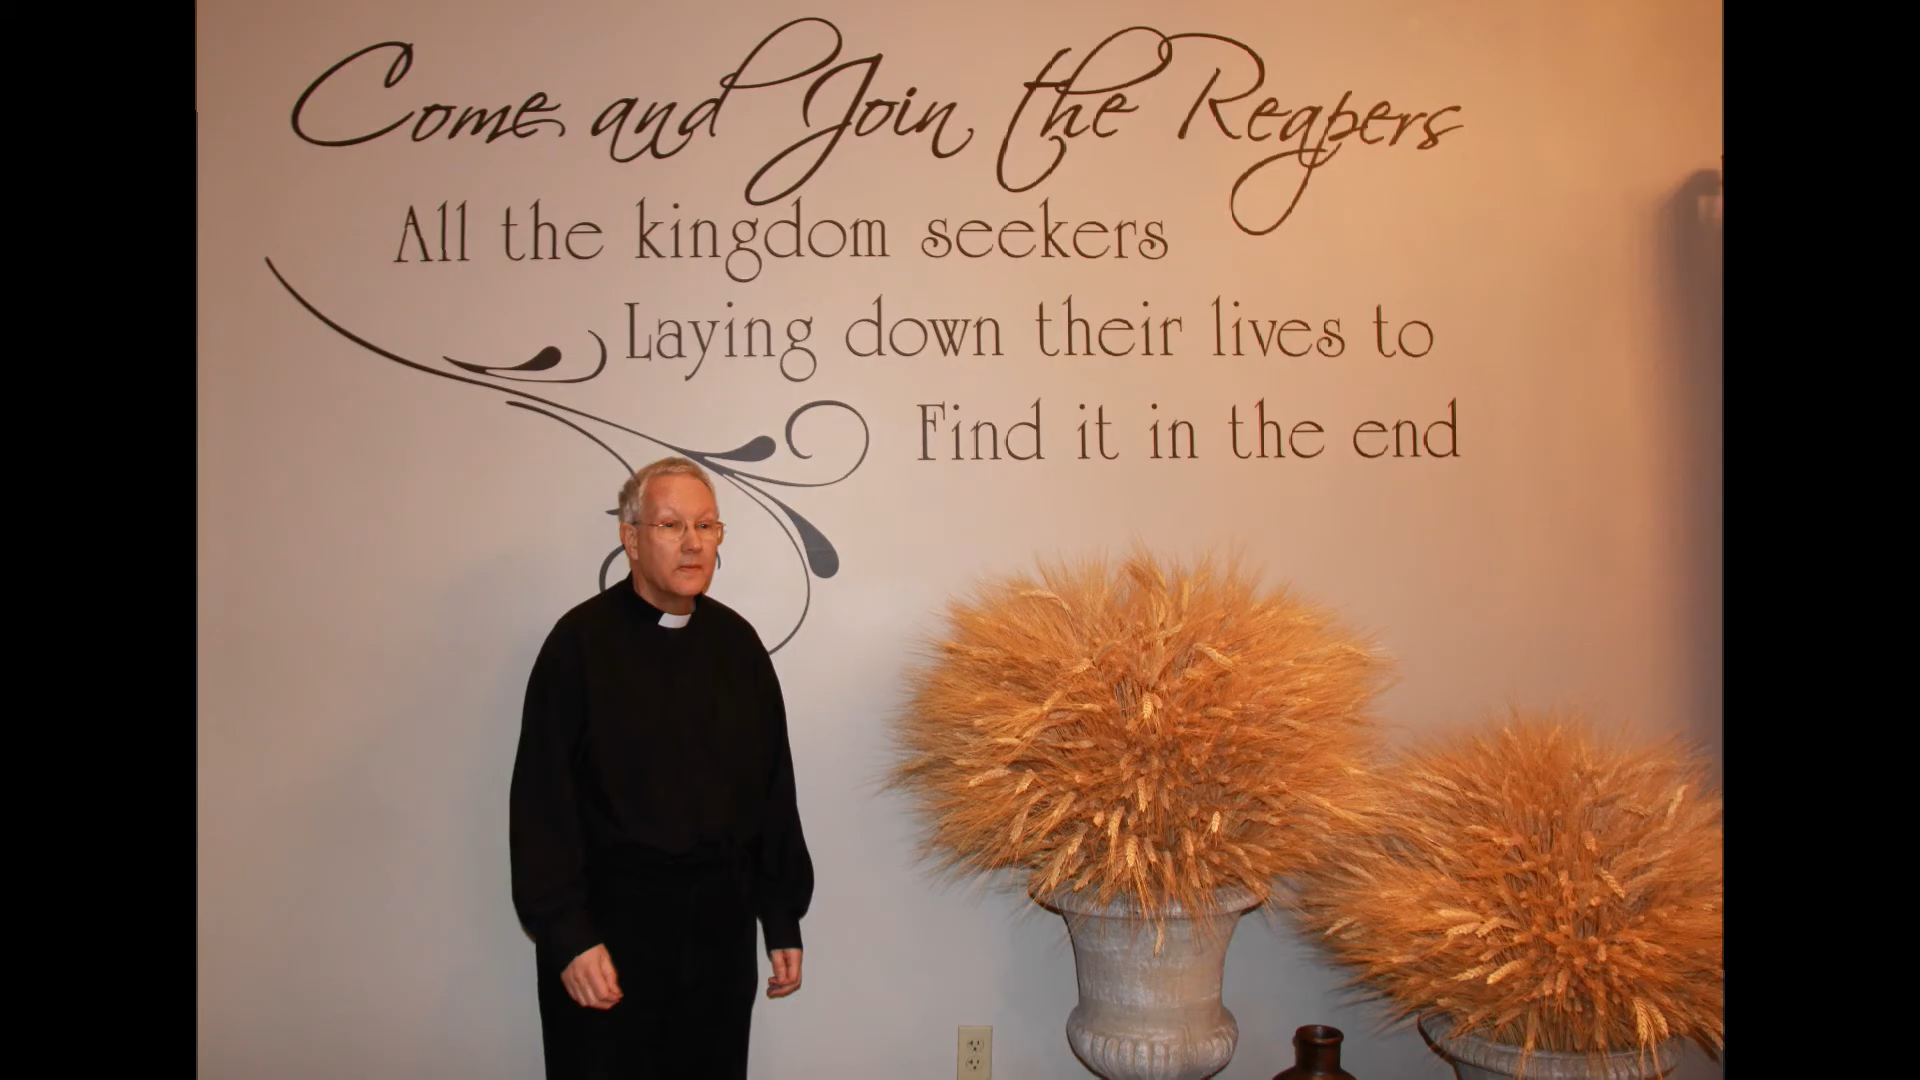 Come and Join the Reapers
All the kingdom seekers
Laying down their lives to
Find it in the end